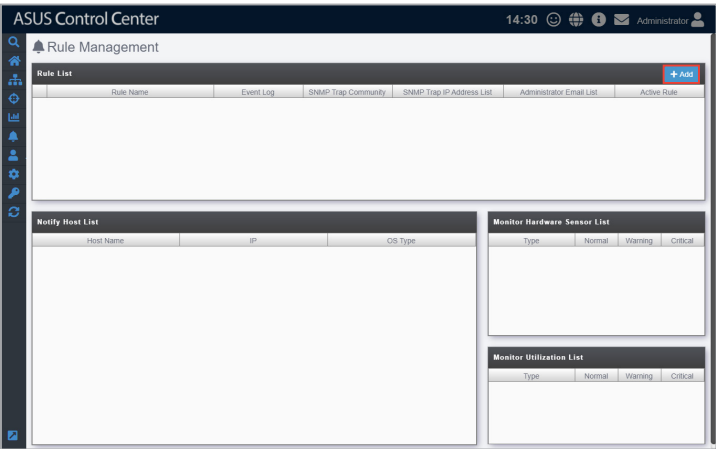 ASUS Control Center 14:30 Administrator
Rule Management
Rule List + Add
Rule Name Event Log SNMP Trap Community SNMP Trap IP Address List Administrator Email List Active Rule
Notify Host List
Host Name IP OS Type
Monitor Hardware Sensor List
Type Normal Warning Critical
Monitor Utilization List
Type Normal Warning Critical